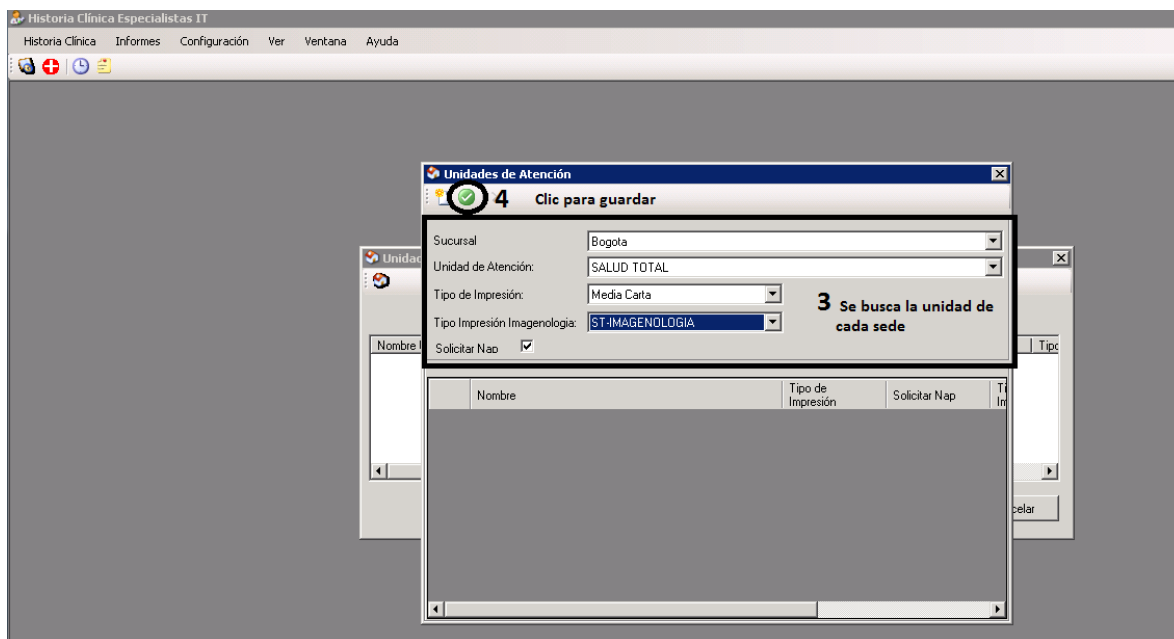 Historia Clínica Especialistas IT
Historia Clínica Informes Configuración Ver Ventana Ayuda
Unidades de Atención
4 Clic para guardar
Sucursal Bogota
Unidad de Atención: SALUD TOTAL
Tipo de Impresión: Media Carta
3 Se busca la unidad de
cada sede
Tipo Impresión Imagenologia: ST-IMAGENOLOGIA
Solicitar Nap
Unidad
Nombre Tipo
Nombre Tipo de Impresión Solicitar Nap
celar